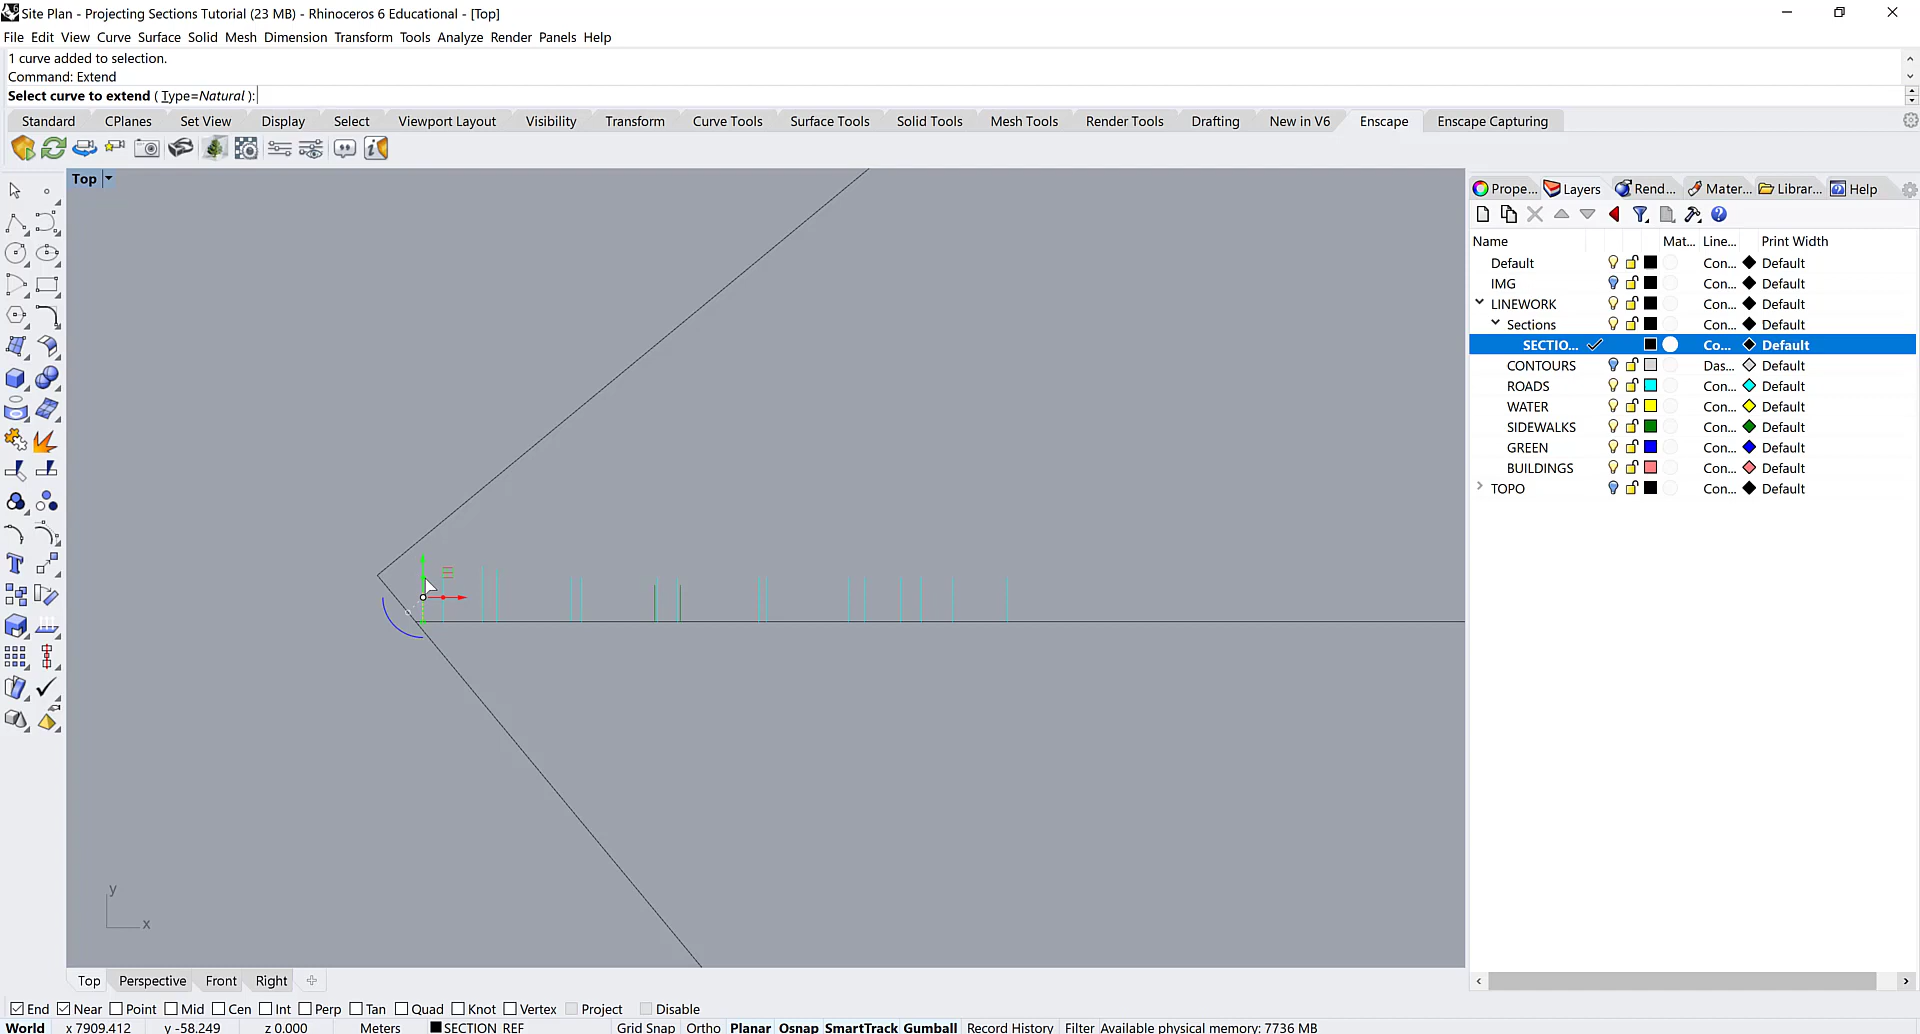 Site Plan - Projecting Sections Tutorial (23 MB) - Rhinoceros 6 Educational - [Top]
File Edit View Curve Surface Solid Mesh Dimension Transform Tools Analyze Render Panels Help
1 curve added to selection.
Command: Extend
Select curve to extend ( Type=Natural ):
Standard CPlanes Set View Display Select Viewport Layout Visibility Transform Curve Tools Surface Tools Solid Tools Mesh Tools Render Tools Drafting New in V6 Enscape Enscape Capturing
Top
Prope... Layers Rend... Mater... Librar... Help
Name Mat... Line... Print Width
Default Con... Default
IMG Con... Default
LINEWORK Con... Default
Sections Con... Default
SECTIO... Co... Default
CONTOURS Das... Default
ROADS Con... Default
WATER Con... Default
SIDEWALKS Con... Default
GREEN Con... Default
BUILDINGS Con... Default
TOPO Con... Default
y
x
Top Perspective Front Right
End Near Point Mid Cen Int Perp Tan Quad Knot Vertex Project Disable
World x 7909.412 y -58.249 z 0.000 Meters SECTION REF Grid Snap Ortho Planar Osnap SmartTrack Gumball Record History Filter Available physical memory: 7736 MB